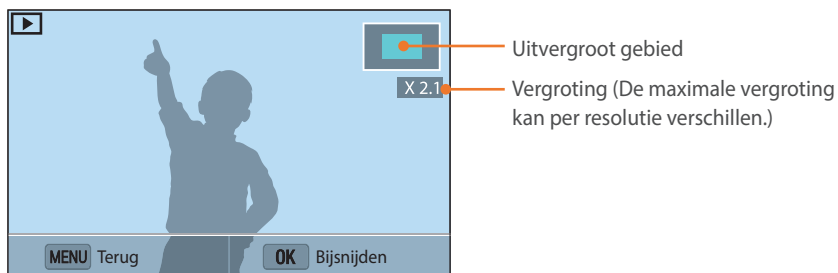 Uitvergroot gebied
X 2.1
Vergroting (De maximale vergroting
kan per resolutie verschillen.)
MENU Terug
OK Bijsnijden